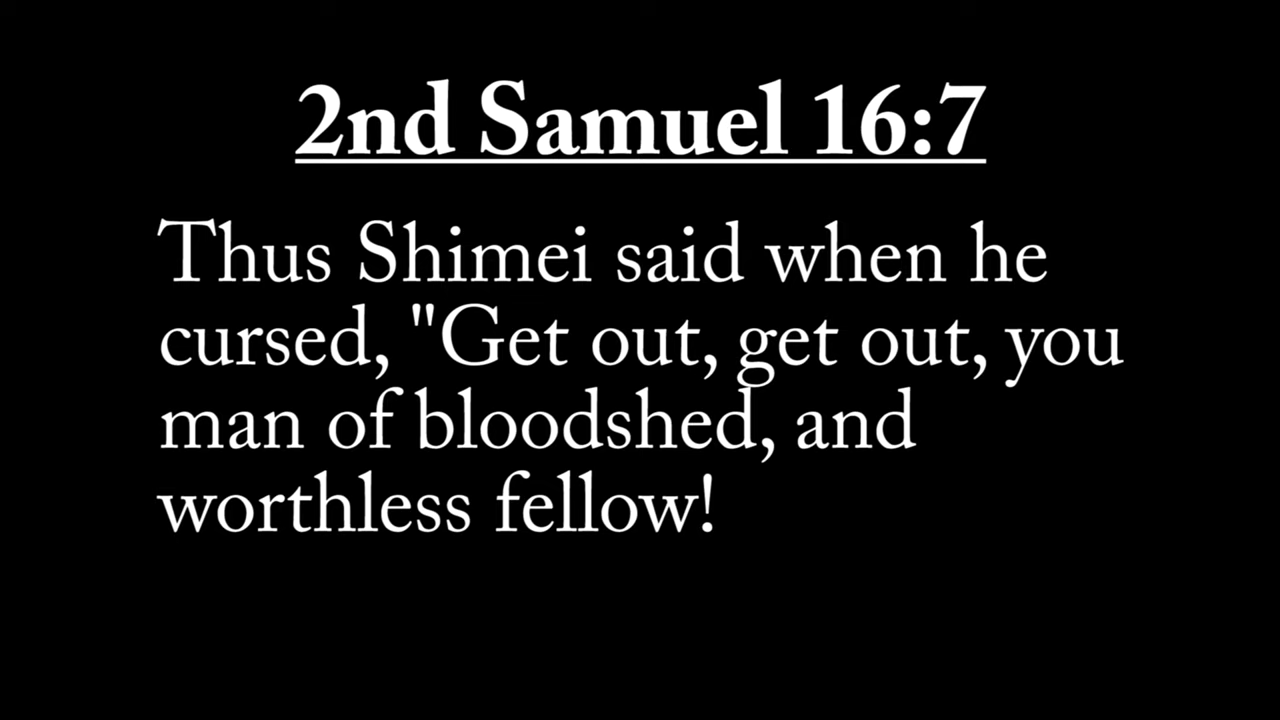 2nd Samuel 16:7
Thus Shimei said when he
cursed, "Get out, get out, you
man of bloodshed, and
worthless fellow!